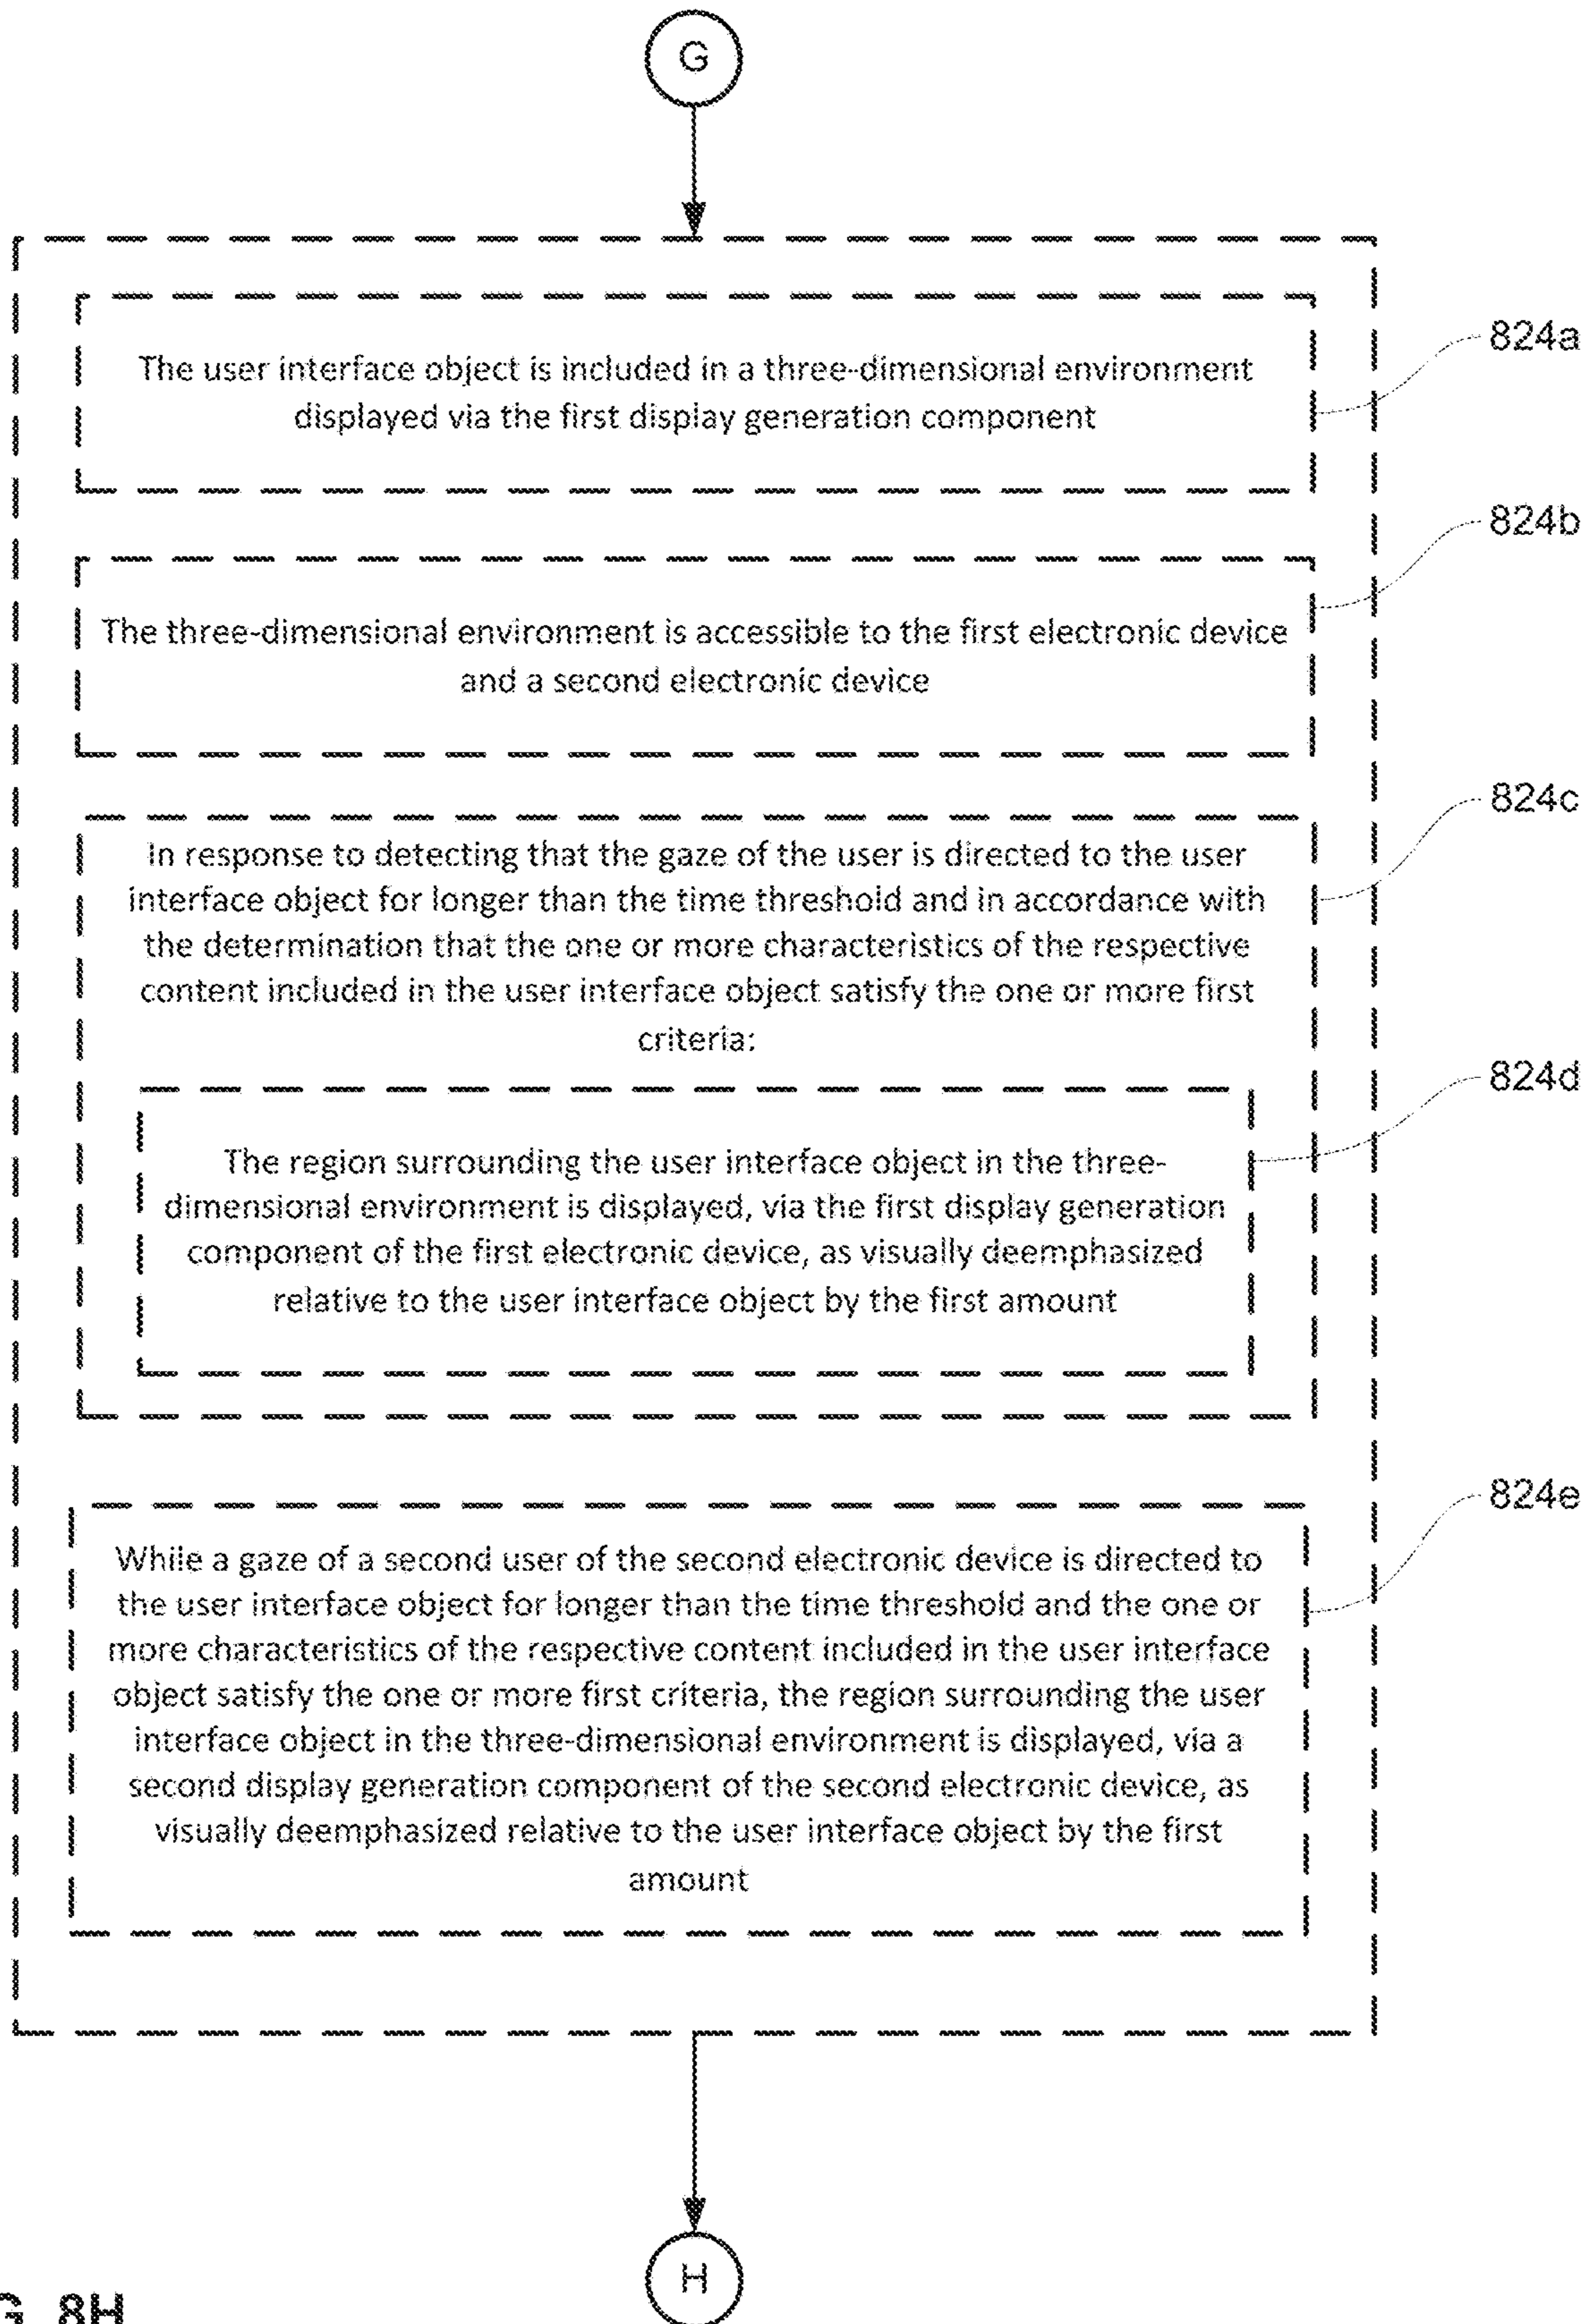 G
The user interface object is included in a three-dimensional environment
displayed via the first display generation component
824a
The three-dimensional environment is accessible to the first electronic device
and a second electronic device
824b
In response to detecting that the gaze of the user is directed to the user
interface object for longer than the time threshold and in accordance with
the determination that the one or more characteristics of the respective
content included in the user interface object satisfy the one or more first
criteria:
824c
The region surrounding the user interface object in the three-
dimensional environment is displayed, via the first display generation
component of the first electronic device, as visually deemphasized
relative to the user interface object by the first amount
824d
While a gaze of a second user of the second electronic device is directed to
the user interface object for longer than the time threshold and the one or
more characteristics of the respective content included in the user interface
object satisfy the one or more first criteria, the region surrounding the user
interface object in the three-dimensional environment is displayed, via a
second display generation component of the second electronic device, as
visually deemphasized relative to the user interface object by the first
amount
824e
H
8H